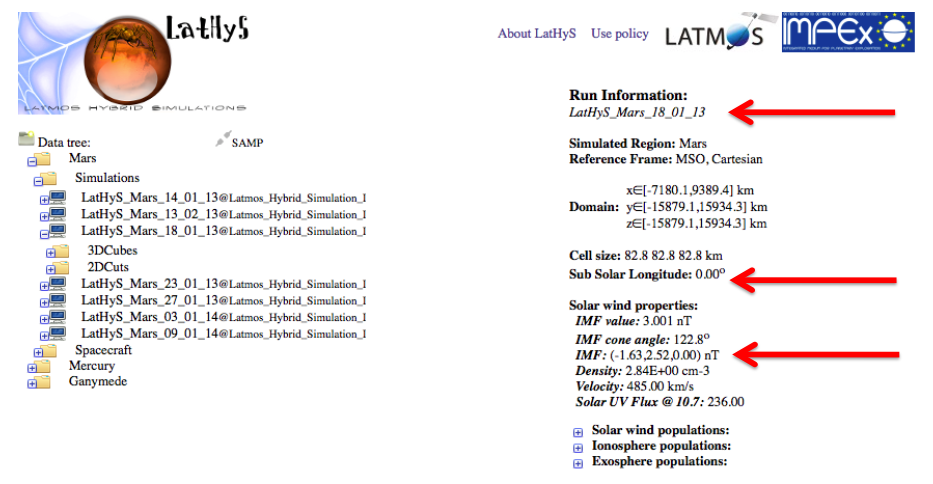 LatHyS
LATMOS HYBRID SIMULATIONS
About LatHyS Use policy LATMOS IMPEx
Data tree: SAMP
Mars
Simulations
LatHyS_Mars_14_01_13@Latmos_Hybrid_Simulation_I
LatHyS_Mars_13_02_13@Latmos_Hybrid_Simulation_I
LatHyS_Mars_18_01_13@Latmos_Hybrid_Simulation_I
3DCubes
2DCuts
LatHyS_Mars_23_01_13@Latmos_Hybrid_Simulation_I
LatHyS_Mars_27_01_13@Latmos_Hybrid_Simulation_I
LatHyS_Mars_03_01_14@Latmos_Hybrid_Simulation_I
LatHyS_Mars_09_01_14@Latmos_Hybrid_Simulation_I
Spacecraft
Mercury
Ganymede
Run Information:
LatHyS_Mars_18_01_13
Simulated Region: Mars
Reference Frame: MSO, Cartesian
x∈[-7180.1,9389.4] km
Domain: y∈[-15879.1,15934.3] km
z∈[-15879.1,15934.3] km
Cell size: 82.8 82.8 82.8 km
Sub Solar Longitude: 0.00º
Solar wind properties:
IMF value: 3.001 nT
IMF cone angle: 122.8º
IMF: (-1.63,2.52,0.00) nT
Density: 2.84E+00 cm-3
Velocity: 485.00 km/s
Solar UV Flux @ 10.7: 236.00
Solar wind populations:
Ionosphere populations:
Exosphere populations: